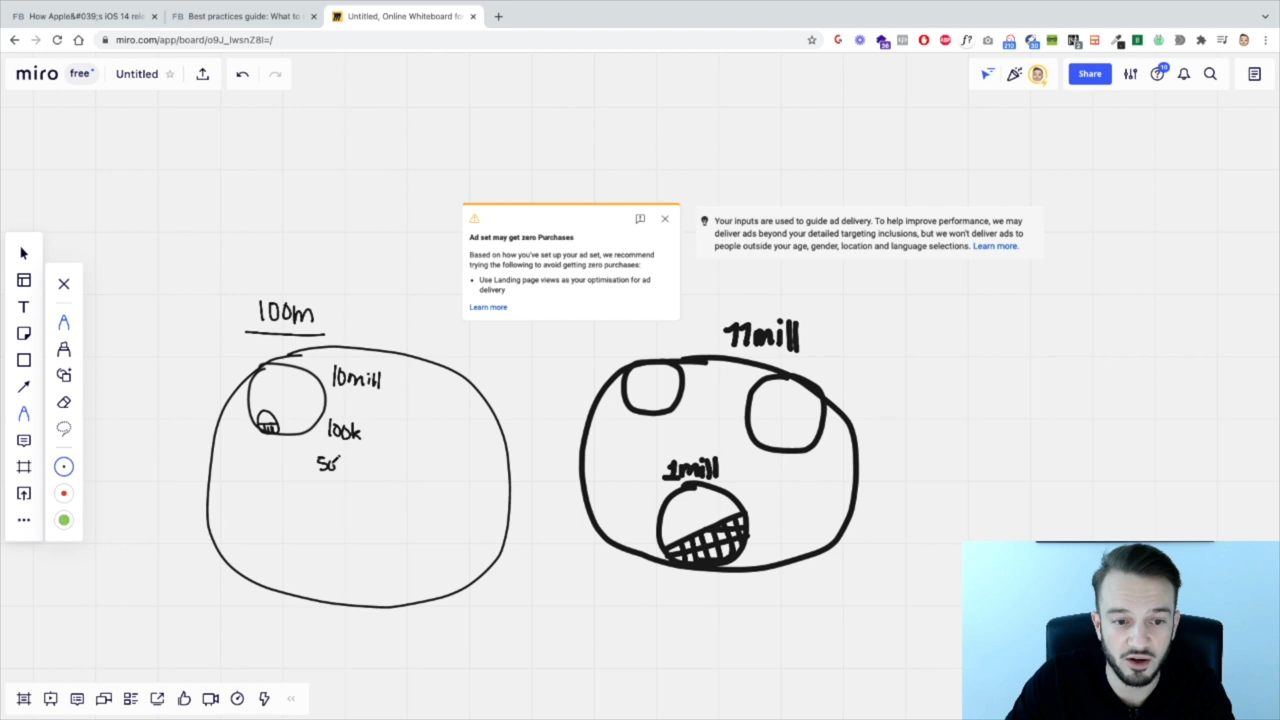 FB How Apple&#039;s iOS 14 rele
FB Best practices guide: What to
Untitled, Online Whiteboard fo
miro.com/app/board/o9J_lwsnZ8I=/
miro free
Untitled
Share
Ad set may get zero Purchases
Based on how you've set up your ad set, we recommend
trying the following to avoid getting zero purchases:
• Use Landing page views as your optimisation for ad
delivery
Learn more
Your inputs are used to guide ad delivery. To help improve performance, we may
deliver ads beyond your detailed targeting inclusions, but we won't deliver ads to
people outside your age, gender, location and language selections. Learn more.
100m
10mill
100k
11mill
1mill